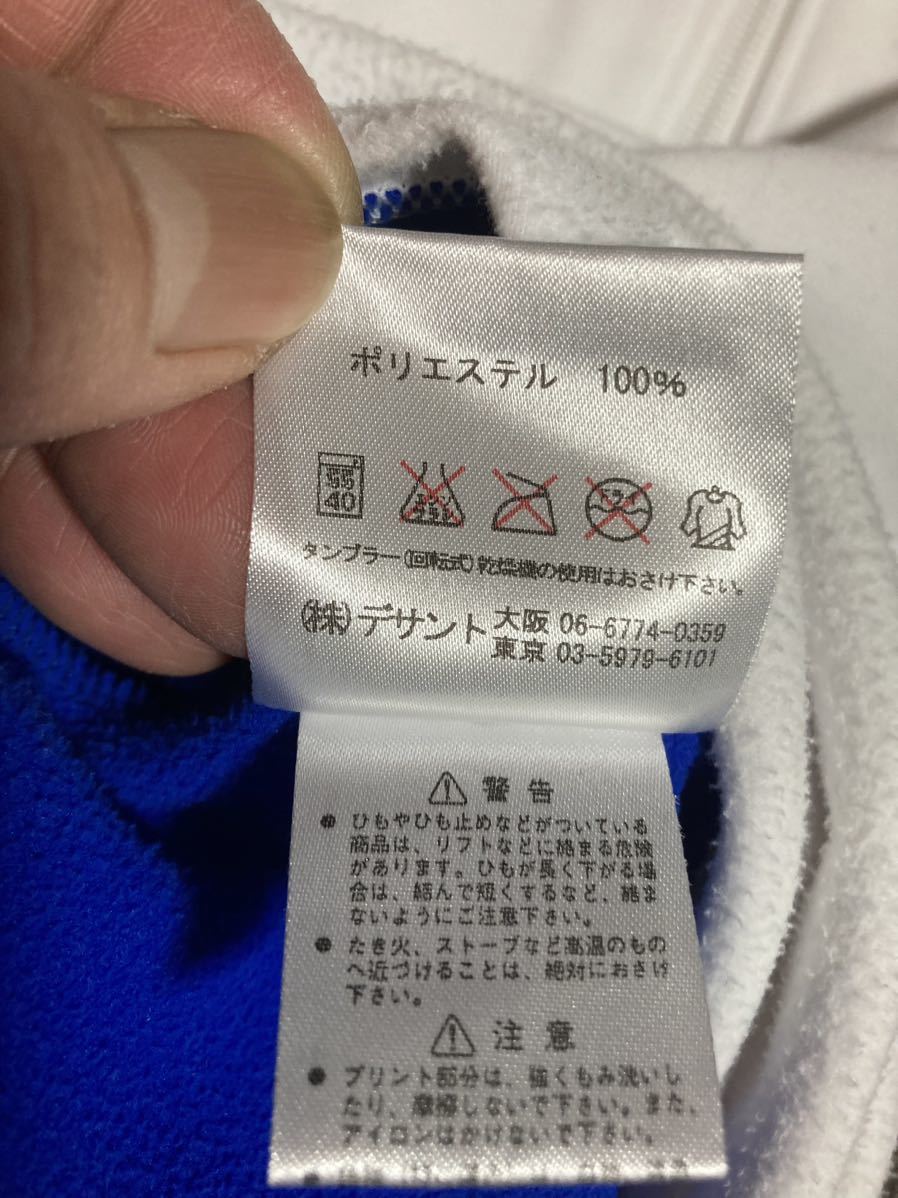 ポリエステル 100%
55
40
エンソサラシ
タンブラー(回転式)乾燥機の使用はおさけ下さい。
(株)デサント 大阪 06-6774-0359
東京 03-5979-6101
警告
● ひもやひも止めなどがついている
商品は、リフトなどに絡まる危険
があります。ひもが長く下がる場
合は、結んで短くするなど、絡ま
ないようにご注意下さい。
● たき火、ストーブなど高温のもの
へ近づけることは、絶対におさけ
下さい。
注意
● プリント部分は、強くもみ洗いし
たり、摩擦しないで下さい。また、
アイロンはかけないで下さい。